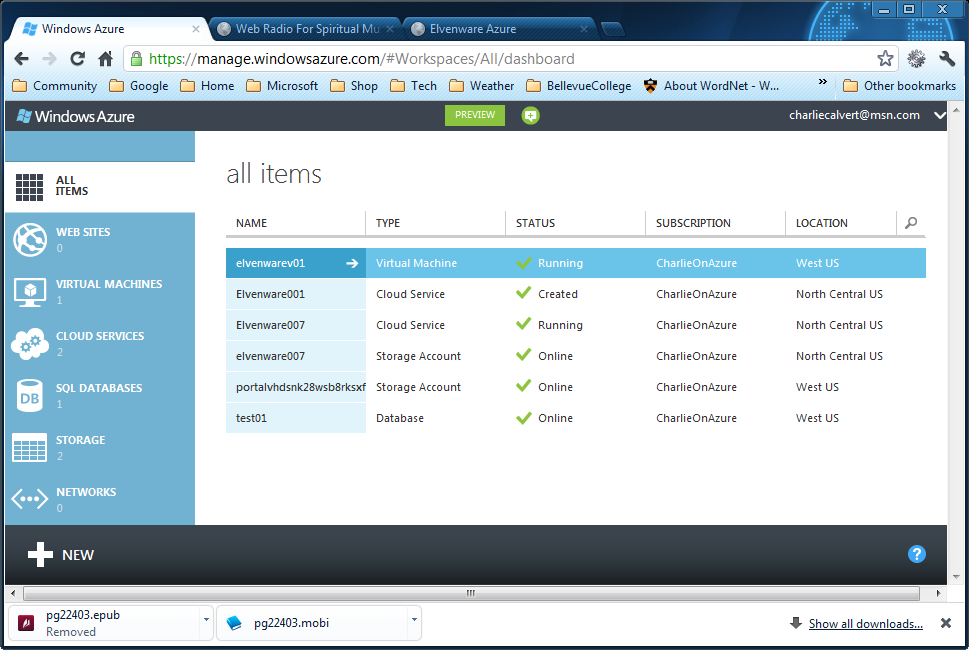 Windows Azure
Web Radio For Spiritual Mu
Elvenware Azure
https://manage.windowsazure.com/#Workspaces/All/dashboard
Community Google Home Microsoft Shop Tech Weather BellevueCollege About WordNet - W... » Other bookmarks
Windows Azure PREVIEW charliecalvert@msn.com
ALL
ITEMS
WEB SITES
0
VIRTUAL MACHINES
1
CLOUD SERVICES
2
SQL DATABASES
1
DB
STORAGE
2
NETWORKS
0
all items
NAME TYPE STATUS SUBSCRIPTION LOCATION
elvenwarev01 Virtual Machine Running CharlieOnAzure West US
Elvenware001 Cloud Service Created CharlieOnAzure North Central US
Elvenware007 Cloud Service Running CharlieOnAzure North Central US
elvenware007 Storage Account Online CharlieOnAzure North Central US
portalvhdsnk28wsb8rksxf Storage Account Online CharlieOnAzure West US
test01 Database Online CharlieOnAzure West US
NEW ?
pg22403.epub
Removed
pg22403.mobi
Show all downloads...